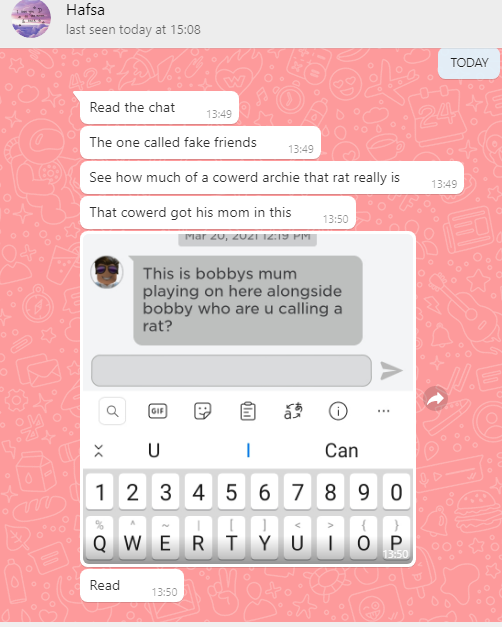 Hafsa
last seen today at 15:08
TODAY
Read the chat
13:49
The one called fake friends
13:49
See how much of a cowerd archie that rat really is
13:49
That cowerd got his mom in this
13:50
Mar 20, 2021 12:19 PM
This is bobbys mum
playing on here alongside
bobby who are u calling a
rat?
GIF
U I Can
1 2 3 4 5 6 7 8 9 0
% ^ ~ | [ ] < > { }
Q W E R T Y U I O P
13:50
Read
13:50